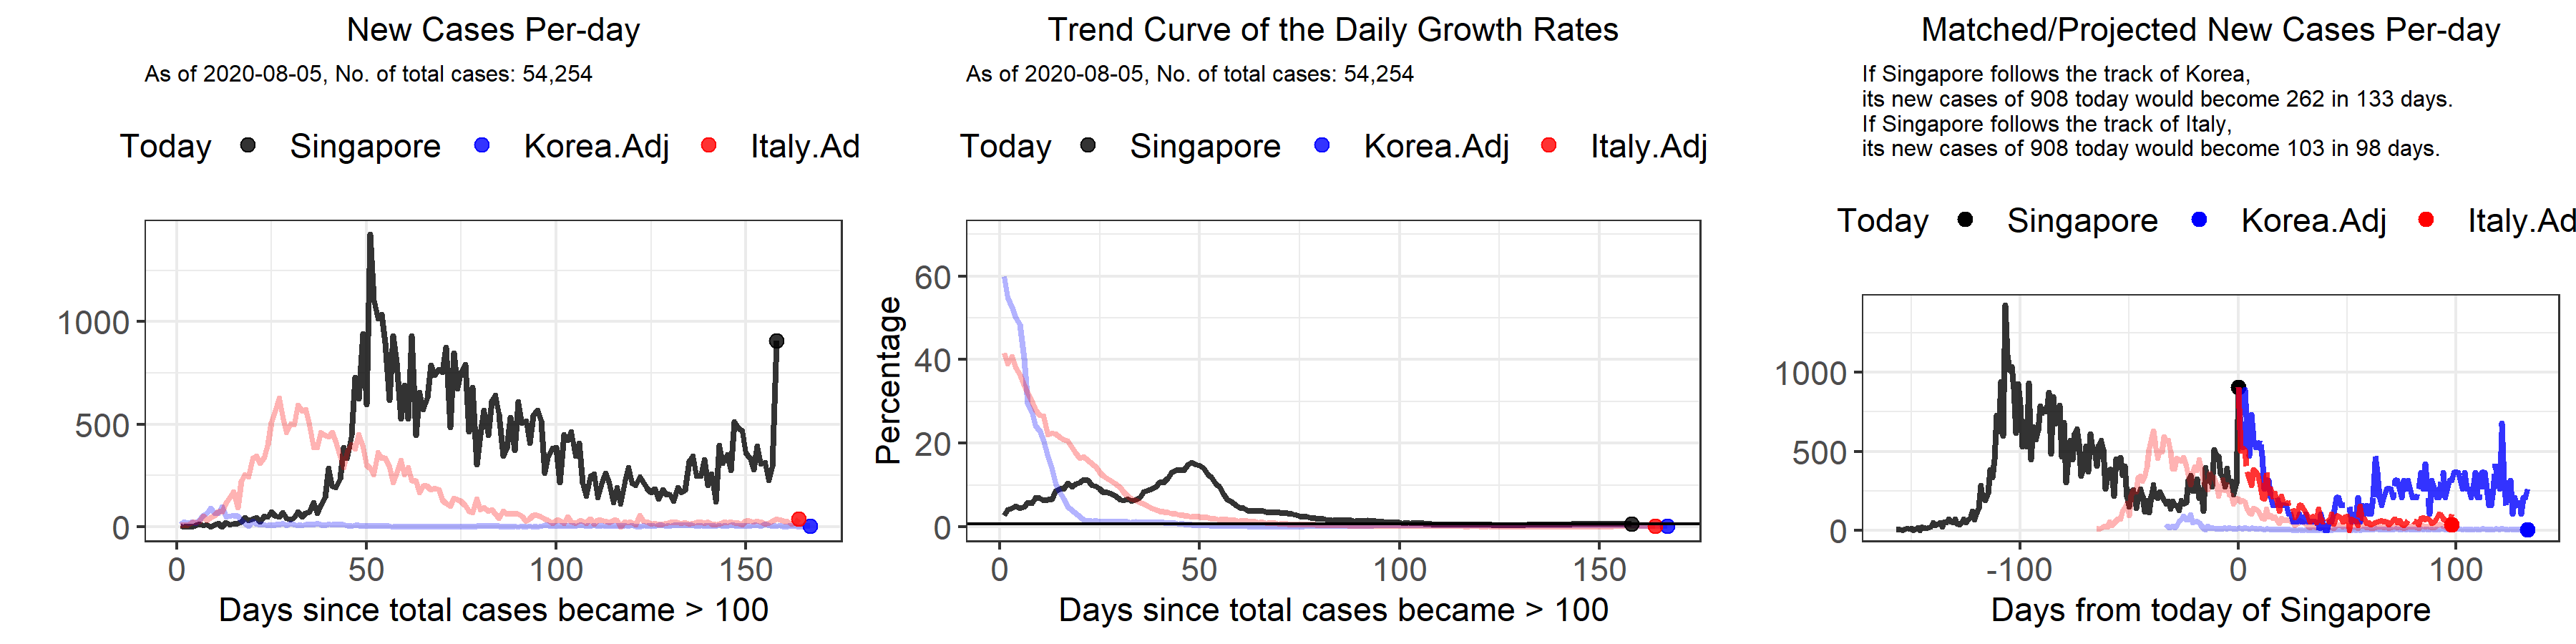 New Cases Per-day
As of 2020-08-05, No. of total cases: 54,254
Today Singapore Korea.Adj Italy.Ad
1000
500
0
0 50 100 150
Days since total cases became > 100
Trend Curve of the Daily Growth Rates
As of 2020-08-05, No. of total cases: 54,254
Today Singapore Korea.Adj Italy.Adj
Percentage
60
40
20
0
0 50 100 150
Days since total cases became > 100
Matched/Projected New Cases Per-day
If Singapore follows the track of Korea,
its new cases of 908 today would become 262 in 133 days.
If Singapore follows the track of Italy,
its new cases of 908 today would become 103 in 98 days.
Today Singapore Korea.Adj Italy.Ad
1000
500
0
-100 0 100
Days from today of Singapore